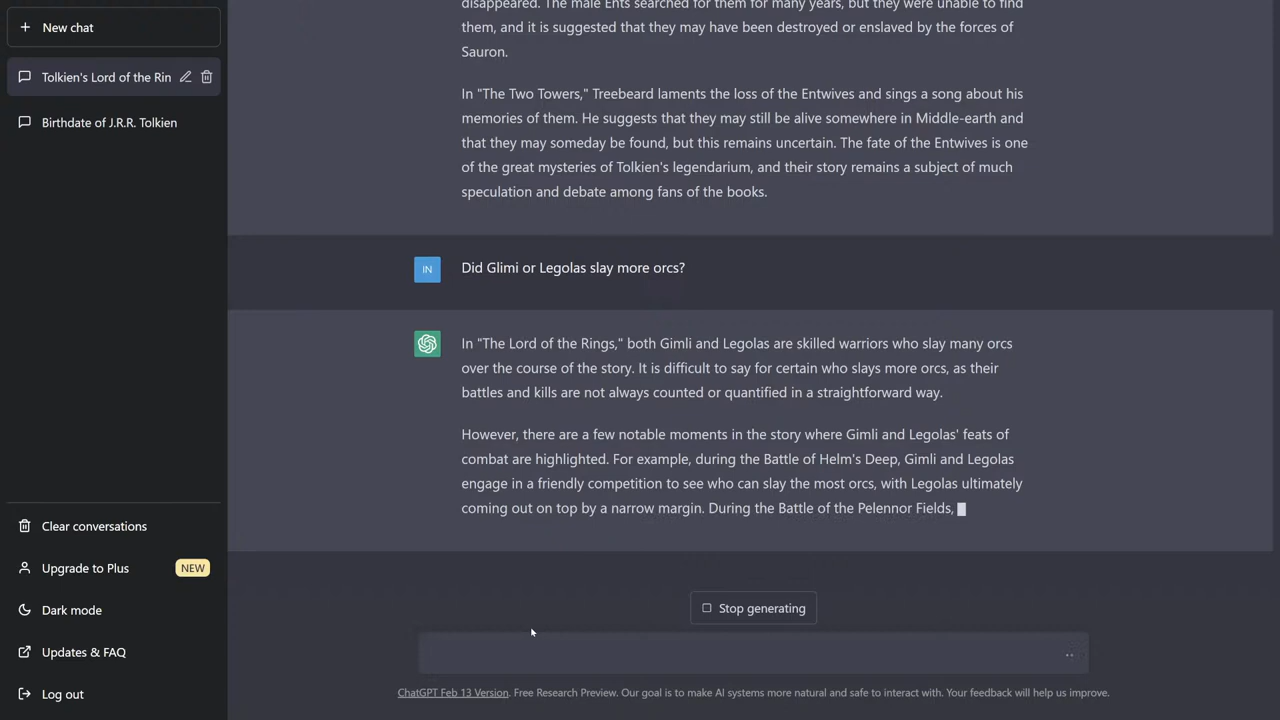 New chat
Tolkien's Lord of the Rin
Birthdate of J.R.R. Tolkien
Clear conversations
Upgrade to Plus NEW
Dark mode
Updates & FAQ
Log out
disappeared. The male Ents searched for them for many years, but they were unable to find
them, and it is suggested that they may have been destroyed or enslaved by the forces of
Sauron.
In "The Two Towers," Treebeard laments the loss of the Entwives and sings a song about his
memories of them. He suggests that they may still be alive somewhere in Middle-earth and
that they may someday be found, but this remains uncertain. The fate of the Entwives is one
of the great mysteries of Tolkien's legendarium, and their story remains a subject of much
speculation and debate among fans of the books.
IN Did Glimi or Legolas slay more orcs?
In "The Lord of the Rings," both Gimli and Legolas are skilled warriors who slay many orcs
over the course of the story. It is difficult to say for certain who slays more orcs, as their
battles and kills are not always counted or quantified in a straightforward way.
However, there are a few notable moments in the story where Gimli and Legolas' feats of
combat are highlighted. For example, during the Battle of Helm's Deep, Gimli and Legolas
engage in a friendly competition to see who can slay the most orcs, with Legolas ultimately
coming out on top by a narrow margin. During the Battle of the Pelennor Fields,
Stop generating
ChatGPT Feb 13 Version. Free Research Preview. Our goal is to make AI systems more natural and safe to interact with. Your feedback will help us improve.